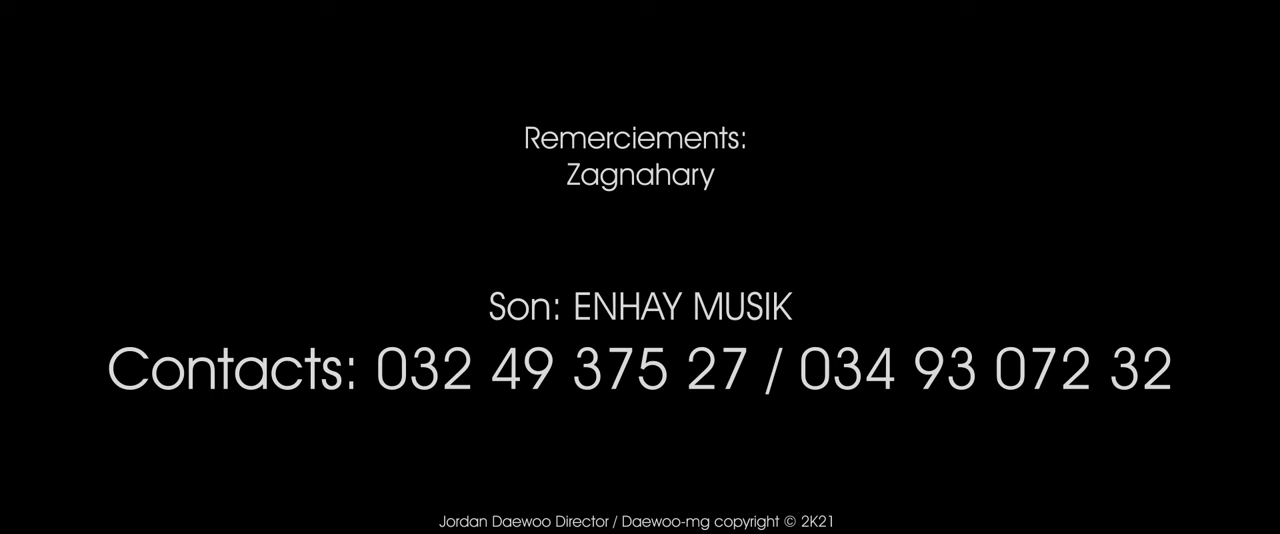 Remerciements:
Zagnahary
Son: ENHAY MUSIK
Contacts: 032 49 375 27 / 034 93 072 32
Jordan Daewoo Director / Daewoo-mg copyright © 2K21